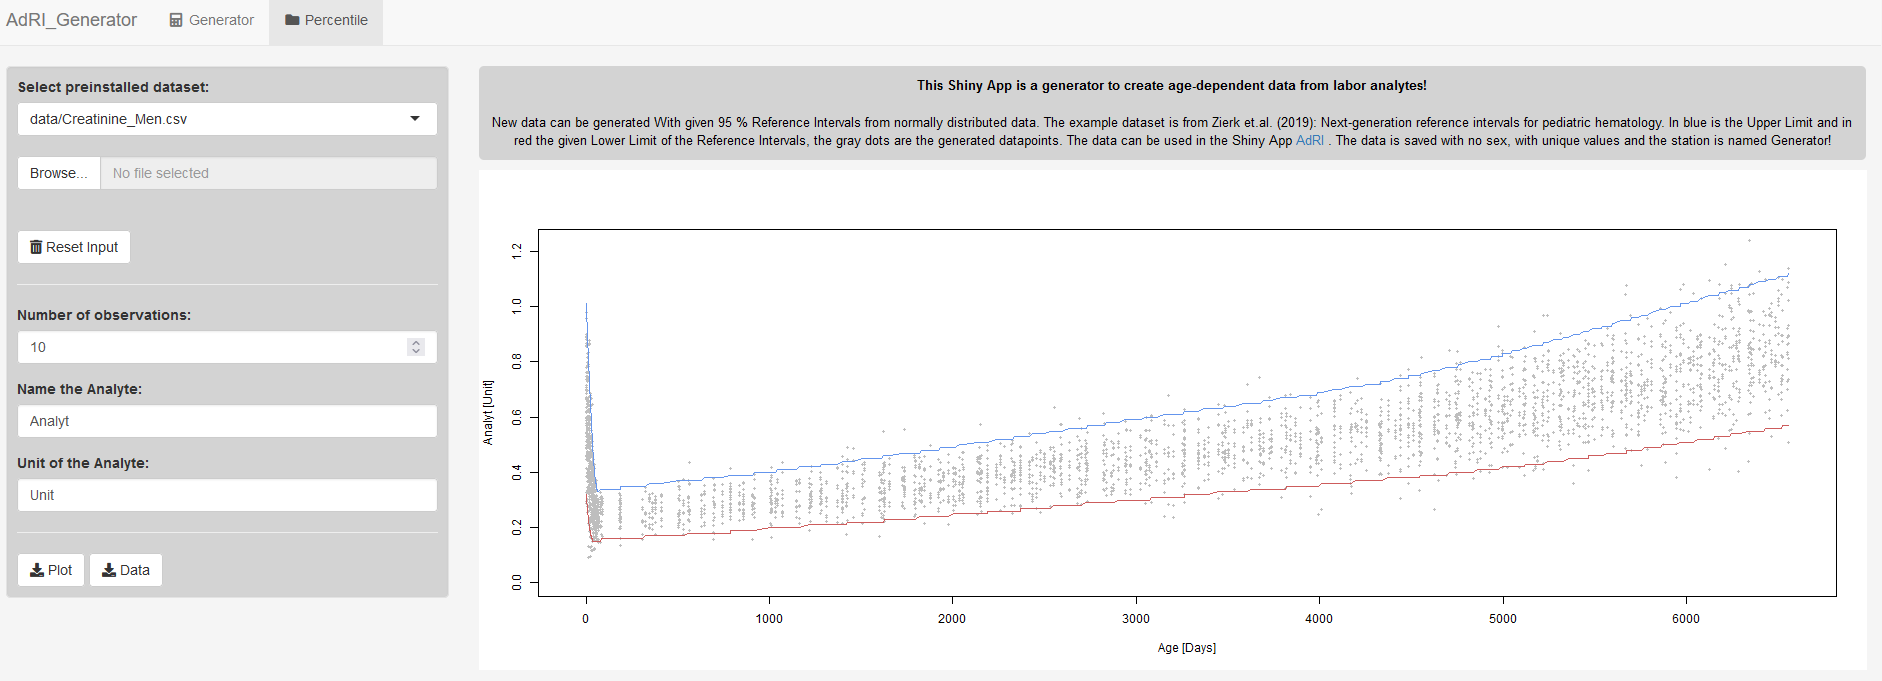 AdRI_Generator Generator Percentile
Select preinstalled dataset:
data/Creatinine_Men.csv
Browse... No file selected
Reset Input
Number of observations:
10
Name the Analyte:
Analyt
Unit of the Analyte:
Unit
Plot Data
This Shiny App is a generator to create age-dependent data from labor analytes!
New data can be generated With given 95 % Reference Intervals from normally distributed data. The example dataset is from Zierk et.al. (2019): Next-generation reference intervals for pediatric hematology. In blue is the Upper Limit and in
red the given Lower Limit of the Reference Intervals, the gray dots are the generated datapoints. The data can be used in the Shiny App AdRI . The data is saved with no sex, with unique values and the station is named Generator!
Analyt [Unit]
1.2
1.0
0.8
0.6
0.4
0.2
0.0
0 1000 2000 3000 4000 5000 6000
Age [Days]